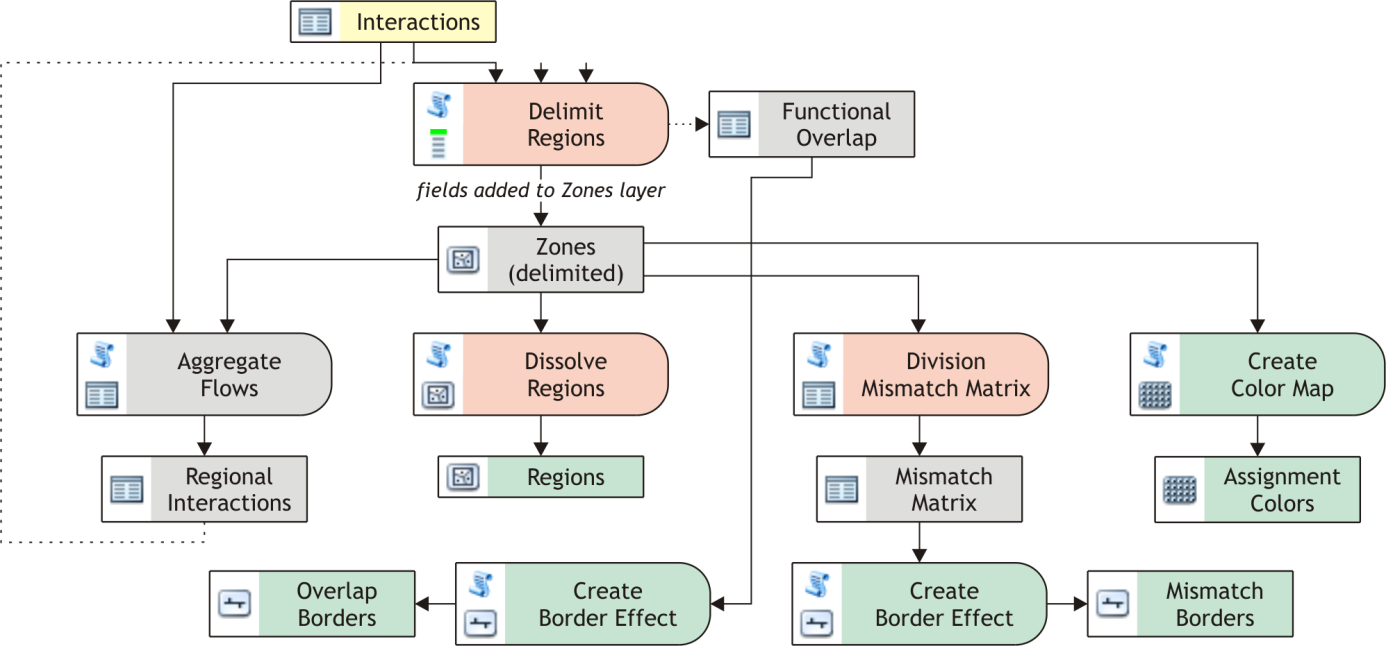 Interactions
Delimit
Regions
Functional
Overlap
fields added to Zones layer
Zones
(delimited)
Aggregate
Flows
Dissolve
Regions
Division
Mismatch Matrix
Create
Color Map
Regional
Interactions
Regions
Mismatch
Matrix
Assignment
Colors
Overlap
Borders
Create
Border Effect
Create
Border Effect
Mismatch
Borders